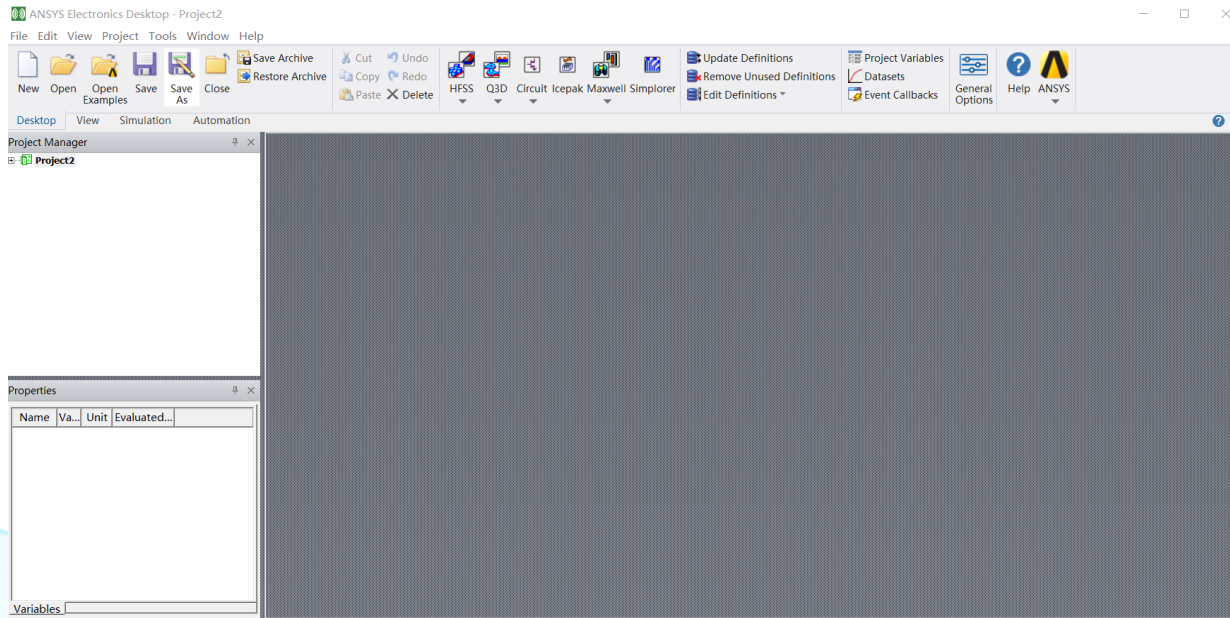 ANSYS Electronics Desktop - Project2
File Edit View Project Tools Window Help
New Open Open Examples Save Save As Close
Save Archive
Restore Archive
Cut Undo
Copy Redo
Paste Delete
HFSS Q3D Circuit Icepak Maxwell Simplorer
Update Definitions
Remove Unused Definitions
Edit Definitions
Project Variables
Datasets
Event Callbacks
General Options
Help ANSYS
Desktop View Simulation Automation
Project Manager
Project2
Properties
Name Va... Unit Evaluated...
Variables